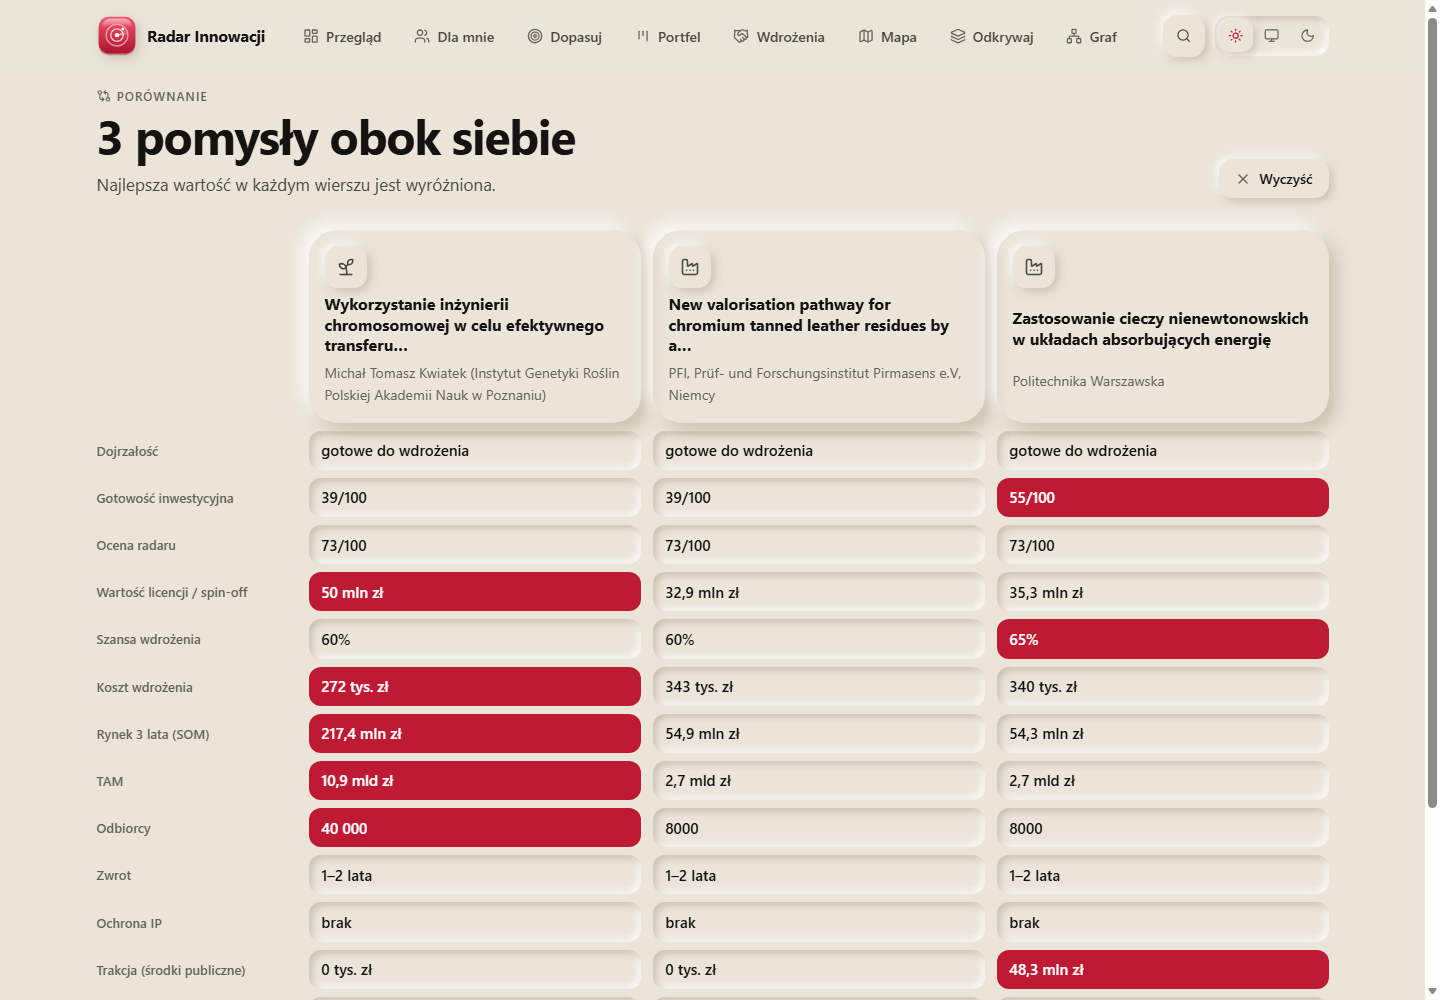 Radar Innowacji
Przegląd
Dla mnie
Dopasuj
Portfel
Wdrożenia
Mapa
Odkrywaj
Graf
PORÓWNANIE
3 pomysły obok siebie
Najlepsza wartość w każdym wierszu jest wyróżniona.
Wyczyść
Wykorzystanie inżynierii
chromosomowej w celu efektywnego
transferu...
Michał Tomasz Kwiatek (Instytut Genetyki Roślin
Polskiej Akademii Nauk w Poznaniu)
New valorisation pathway for
chromium tanned leather residues by
a...
PFI, Prüf- und Forschungsinstitut Pirmasens e.V,
Niemcy
Zastosowanie cieczy nienewtonowskich
w układach absorbujących energię
Politechnika Warszawska
Dojrzałość gotowe do wdrożenia gotowe do wdrożenia gotowe do wdrożenia
Gotowość inwestycyjna 39/100 39/100 55/100
Ocena radaru 73/100 73/100 73/100
Wartość licencji / spin-off 50 mln zł 32,9 mln zł 35,3 mln zł
Szansa wdrożenia 60% 60% 65%
Koszt wdrożenia 272 tys. zł 343 tys. zł 340 tys. zł
Rynek 3 lata (SOM) 217,4 mln zł 54,9 mln zł 54,3 mln zł
TAM 10,9 mld zł 2,7 mld zł 2,7 mld zł
Odbiorcy 40 000 8000 8000
Zwrot 1–2 lata 1–2 lata 1–2 lata
Ochrona IP brak brak brak
Trakcja (środki publiczne) 0 tys. zł 0 tys. zł 48,3 mln zł